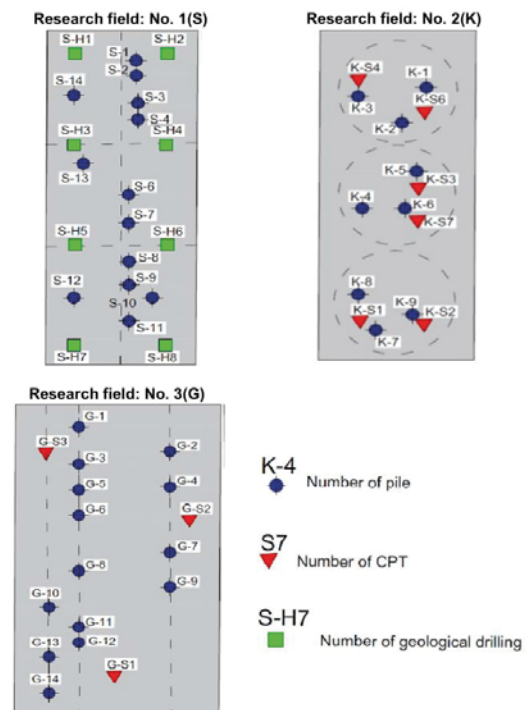 Research field: No. 1(S)
S-H1
S-H2
S-1
S-2
S-14
S-3
S-4
S-H3
S-H4
S-13
S-6
S-7
S-H5
S-H6
S-8
S-9
S-12
S-10
S-11
S-H7
S-H8
Research field: No. 2(K)
K-S4
K-1
K-3
K-S6
K-2
K-5
K-S3
K-4
K-6
K-S7
K-8
K-S1
K-9
K-S2
K-7
Research field: No. 3(G)
G-1
G-S3
G-2
G-3
G-5
G-4
G-6
G-S2
G-7
G-8
G-9
G-10
G-11
G-12
G-13
G-S1
G-14
K-4
Number of pile
S7
Number of CPT
S-H7
Number of geological drilling